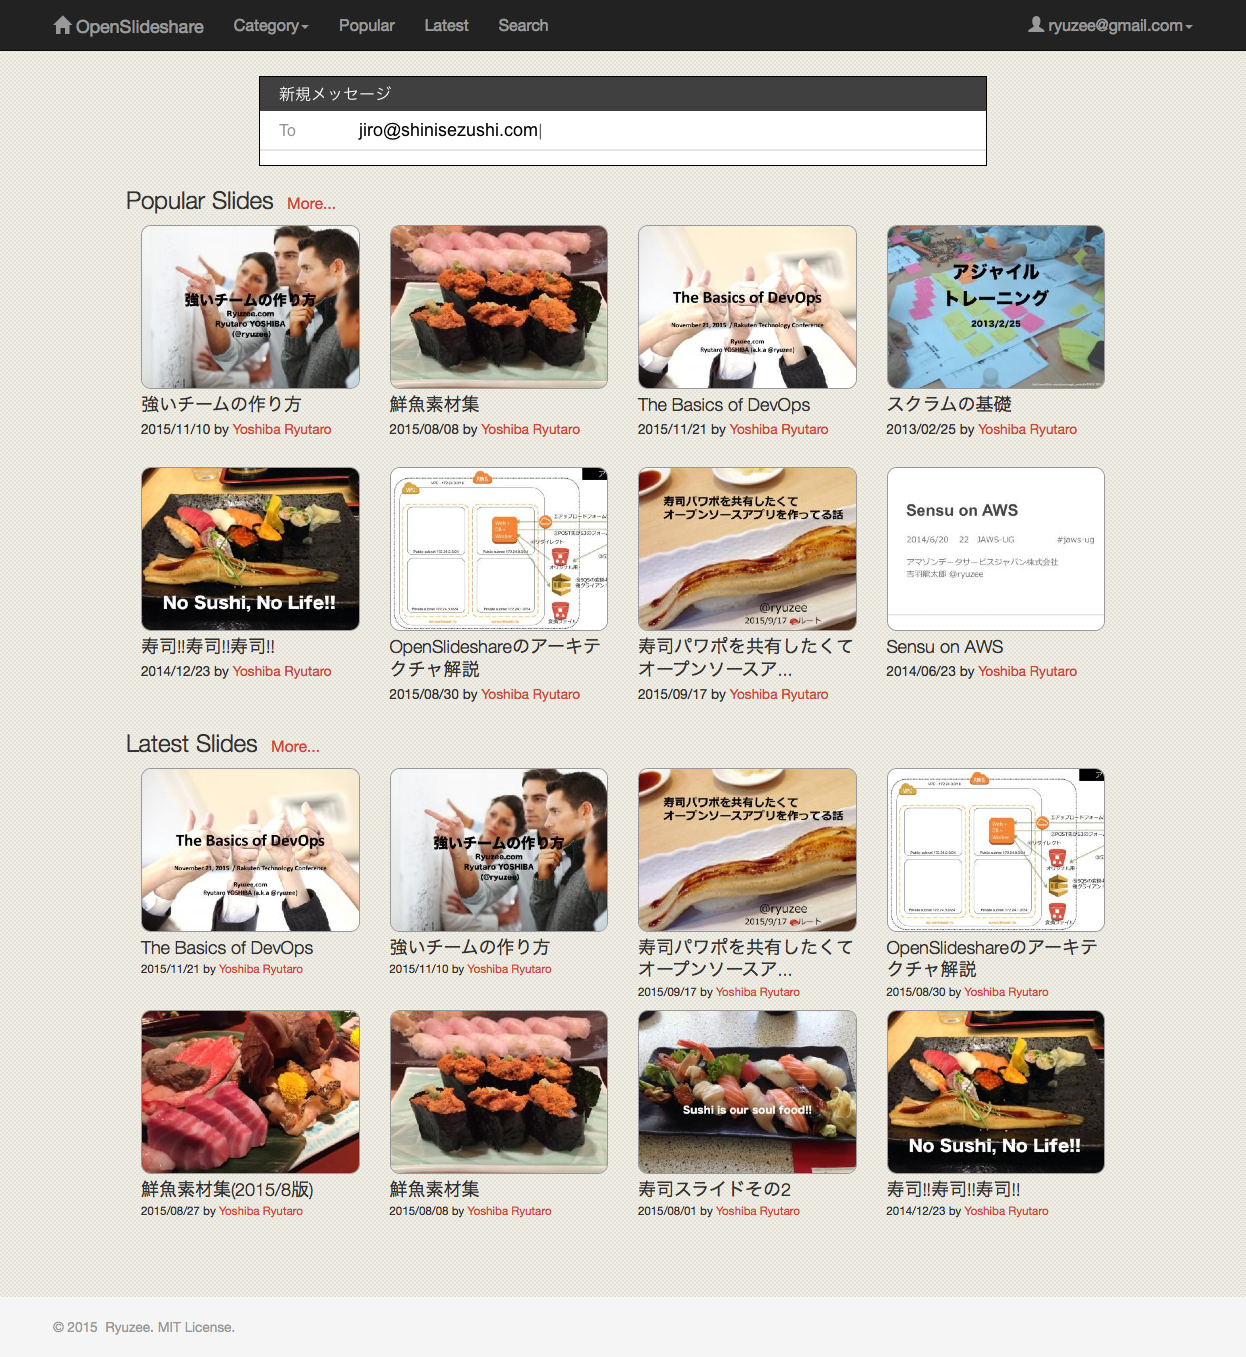 OpenSlideshare Category Popular Latest Search ryuzee@gmail.com
新規メッセージ
To jiro@shinisezushi.com
Popular Slides More...
強いチームの作り方
Ryuzee.com
Ryutaro YOSHIBA
(@ryuzee)
強いチームの作り方
2015/11/10 by Yoshiba Ryutaro
鮮魚素材集
2015/08/08 by Yoshiba Ryutaro
The Basics of DevOps
November 21, 2015 / Rakuten Technology Conference
Ryuzee.com
Ryutaro YOSHIBA (a.k.a @ryuzee)
The Basics of DevOps
2015/11/21 by Yoshiba Ryutaro
アジャイル
トレーニング
2013/2/25
スクラムの基礎
2013/02/25 by Yoshiba Ryutaro
No Sushi, No Life!!
寿司!!寿司!!寿司!!
2014/12/23 by Yoshiba Ryutaro
Web +
DB +
Worker
OpenSlideshareのアーキテ
クチャ解説
2015/08/30 by Yoshiba Ryutaro
寿司パワポを共有したくて
オープンソースアプリを作ってる話
@ryuzee
2015/9/17
ルート
寿司パワポを共有したくて
オープンソースア...
2015/09/17 by Yoshiba Ryutaro
Sensu on AWS
2014/6/20 22 JAWS-UG #jaws-ug
アマゾンデータサービスジャパン株式会社
吉羽龍太郎 @ryuzee
Sensu on AWS
2014/06/23 by Yoshiba Ryutaro
Latest Slides More...
The Basics of DevOps
November 21, 2015 / Rakuten Technology Conference
Ryuzee.com
Ryutaro YOSHIBA (a.k.a @ryuzee)
The Basics of DevOps
2015/11/21 by Yoshiba Ryutaro
強いチームの作り方
Ryuzee.com
Ryutaro YOSHIBA
(@ryuzee)
強いチームの作り方
2015/11/10 by Yoshiba Ryutaro
寿司パワポを共有したくて
オープンソースアプリを作ってる話
@ryuzee
2015/9/17
ルート
寿司パワポを共有したくて
オープンソースア...
2015/09/17 by Yoshiba Ryutaro
Web +
DB +
Worker
OpenSlideshareのアーキテ
クチャ解説
2015/08/30 by Yoshiba Ryutaro
鮮魚素材集(2015/8版)
2015/08/27 by Yoshiba Ryutaro
鮮魚素材集
2015/08/08 by Yoshiba Ryutaro
Sushi is our soul food!!
寿司スライドその2
2015/08/01 by Yoshiba Ryutaro
No Sushi, No Life!!
寿司!!寿司!!寿司!!
2014/12/23 by Yoshiba Ryutaro
© 2015 Ryuzee. MIT License.